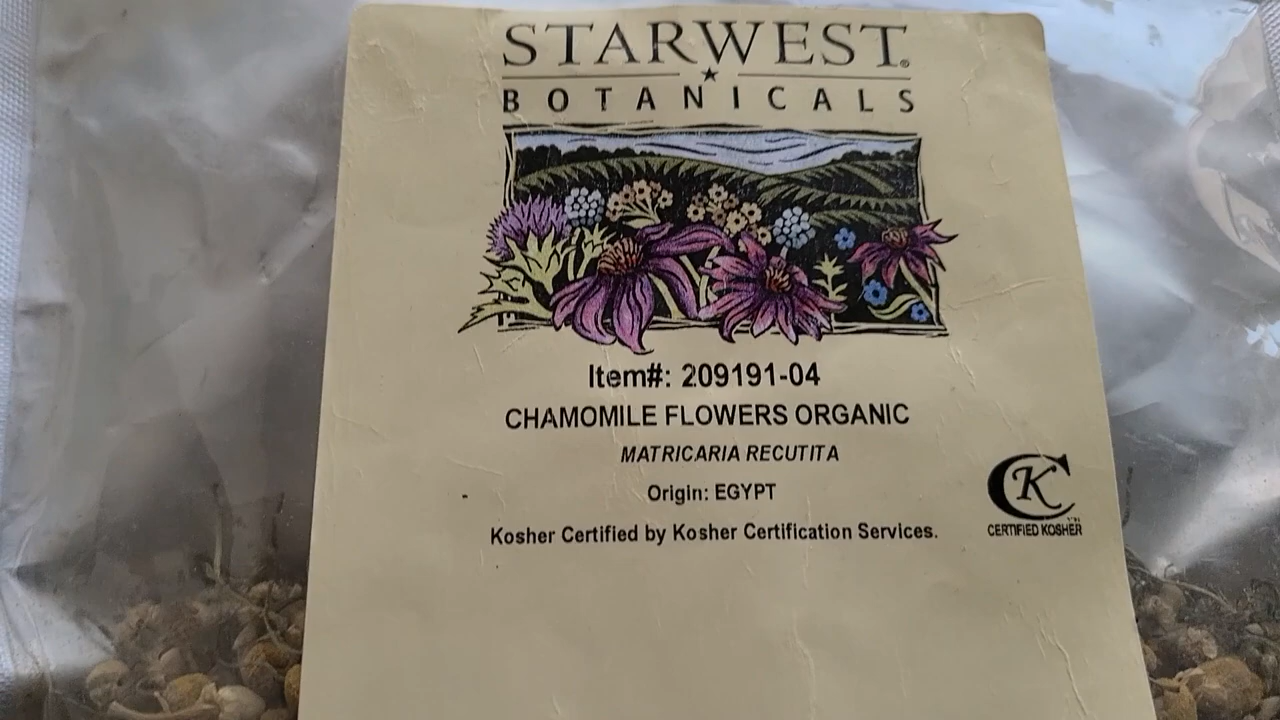 STARWEST®
BOTANICALS
Item#: 209191-04
CHAMOMILE FLOWERS ORGANIC
MATRICARIA RECUTITA
Origin: EGYPT
Kosher Certified by Kosher Certification Services.
CK
CERTIFIED KOSHER